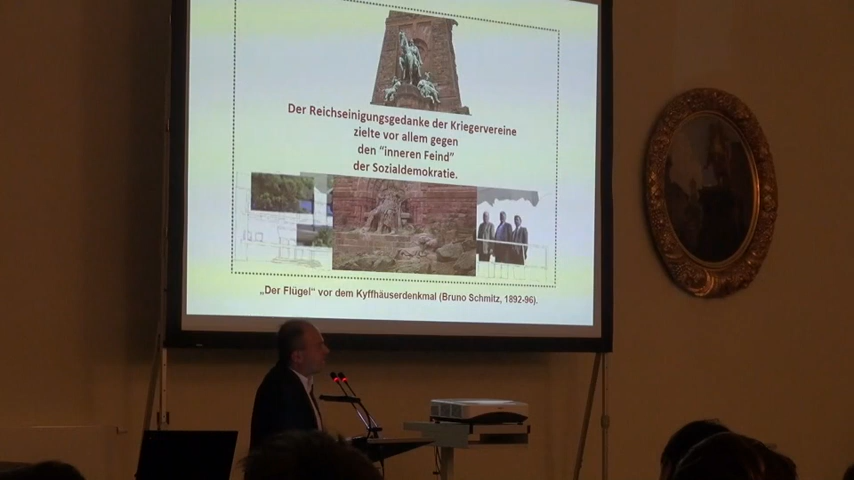 Der Reichseinigungsgedanke der Kriegervereine
zielte vor allem gegen
den "inneren Feind"
der Sozialdemokratie.
„Der Flügel“ vor dem Kyffhäuserdenkmal (Bruno Schmitz, 1892-96).